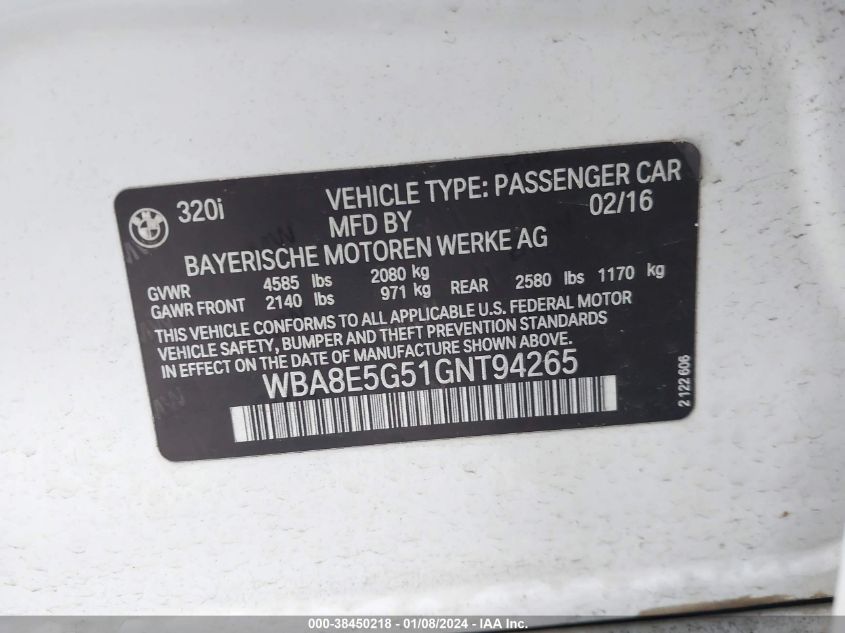 320i VEHICLE TYPE: PASSENGER CAR
MFD BY 02/16
BAYERISCHE MOTOREN WERKE AG
GVWR 4585 lbs 2080 kg
GAWR FRONT 2140 lbs 971 kg REAR 2580 lbs 1170 kg
THIS VEHICLE CONFORMS TO ALL APPLICABLE U.S. FEDERAL MOTOR
VEHICLE SAFETY, BUMPER AND THEFT PREVENTION STANDARDS
IN EFFECT ON THE DATE OF MANUFACTURE SHOWN ABOVE.
WBA8E5G51GNT94265
2 122 606
000-38450218 - 01/08/2024 - WWW.IAAI.COM